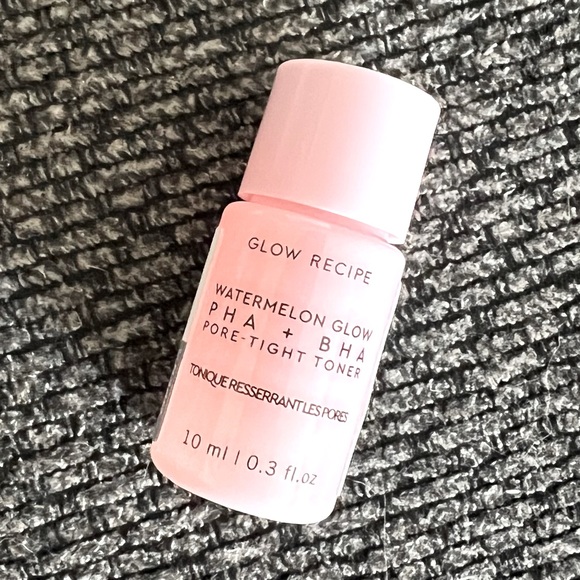 GLOW RECIPE
WATERMELON GLOW
PHA + BHA
PORE-TIGHT TONER
TONIQUE RESSERRANT LES PORES
10 ml | 0.3 fl.oz